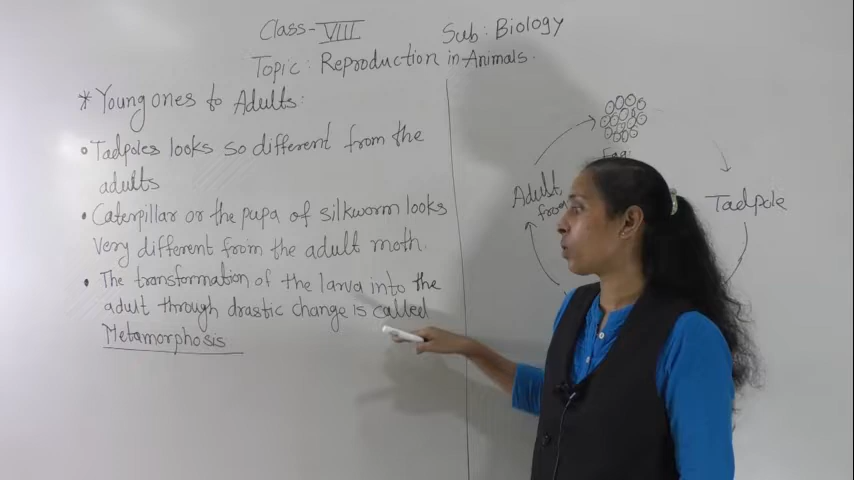 Class-VIII Sub: Biology
Topic: Reproduction in Animals.
* Young ones to Adults:
• Tadpoles looks so different from the
adults
• Caterpillar or the pupa of silkworm looks
Very different from the adult moth.
• The transformation of the larva into the
adult through drastic change is called
Metamorphosis
Adult
from
Tadpole